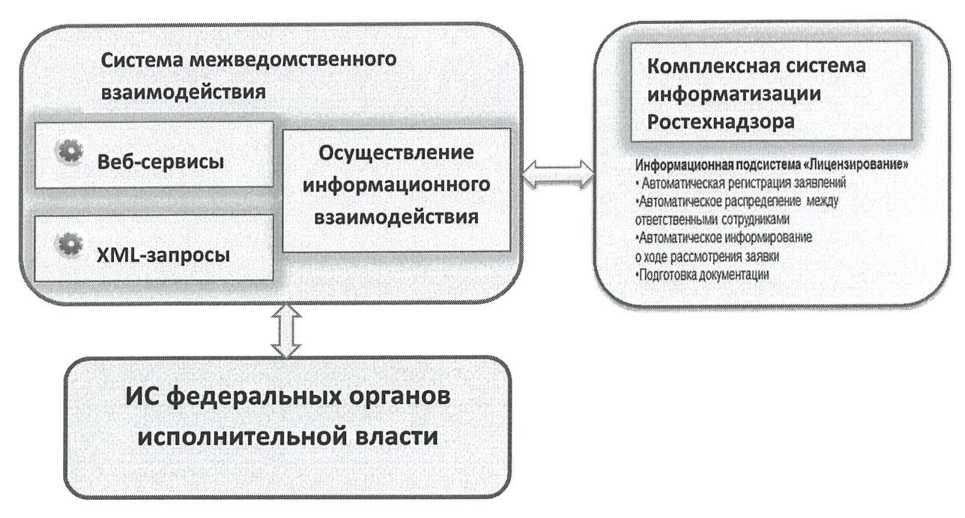 Система межведомственного
взаимодействия
Веб-сервисы
XML-запросы
Осуществление
информационного
взаимодействия
Комплексная система
информатизации
Ростехнадзора
Информационная подсистема «Лицензирование»
•Автоматическая регистрация заявлений
•Автоматическое распределение между
ответственными сотрудниками
•Автоматическое информирование
о ходе рассмотрения заявки
•Подготовка документации
ИС федеральных органов
исполнительной власти